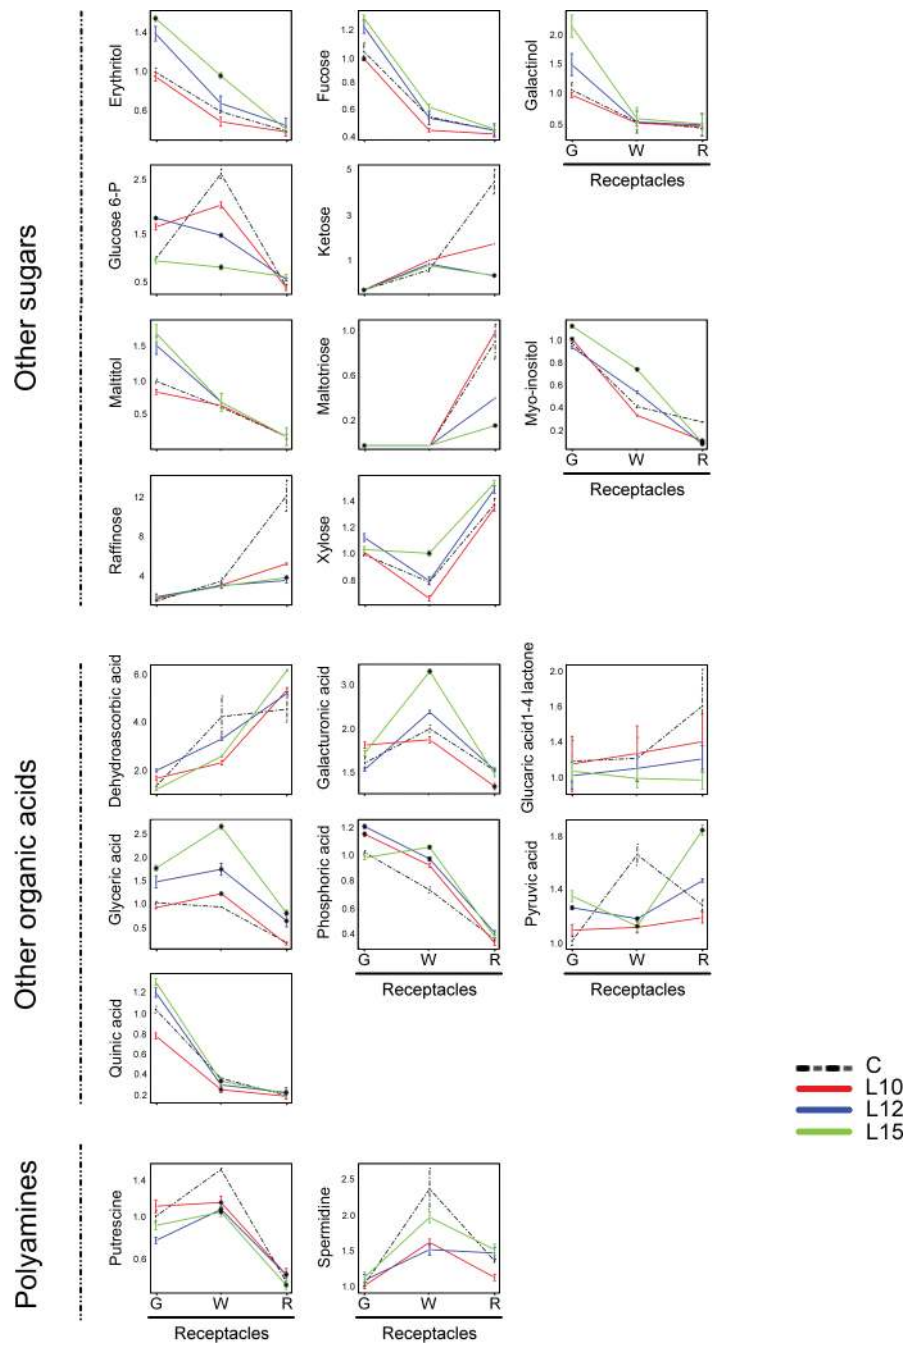 Other sugars
Erythritol
1.4
1.0
0.6
Fucose
1.2
1.0
0.8
0.6
0.4
Galactinol
2.0
1.5
1.0
0.5
G W R
Receptacles
Glucose 6-P
2.5
1.5
0.5
Ketose
5
3
1
Maltitol
1.5
1.0
0.5
Maltotriose
1.0
0.6
0.2
Myo-inositol
1.0
0.8
0.6
0.4
0.2
G W R
Receptacles
Raffinose
12
8
4
Xylose
1.4
1.2
1.0
0.8
Other organic acids
Dehydroascorbic acid
6.0
4.0
2.0
Galacturonic acid
3.0
2.0
1.5
Glucaric acid1-4 lactone
2.0
1.6
1.4
1.0
Glyceric acid
2.5
2.0
1.5
1.0
0.5
Phosphoric acid
1.2
1.0
0.8
0.6
0.4
G W R
Receptacles
Pyruvic acid
1.8
1.4
1.0
G W R
Receptacles
Quinic acid
1.2
1.0
0.8
0.6
0.4
0.2
C
L10
L12
L15
Polyamines
Putrescine
1.4
1.0
0.6
G W R
Receptacles
Spermidine
2.5
2.0
1.5
1.0
G W R
Receptacles